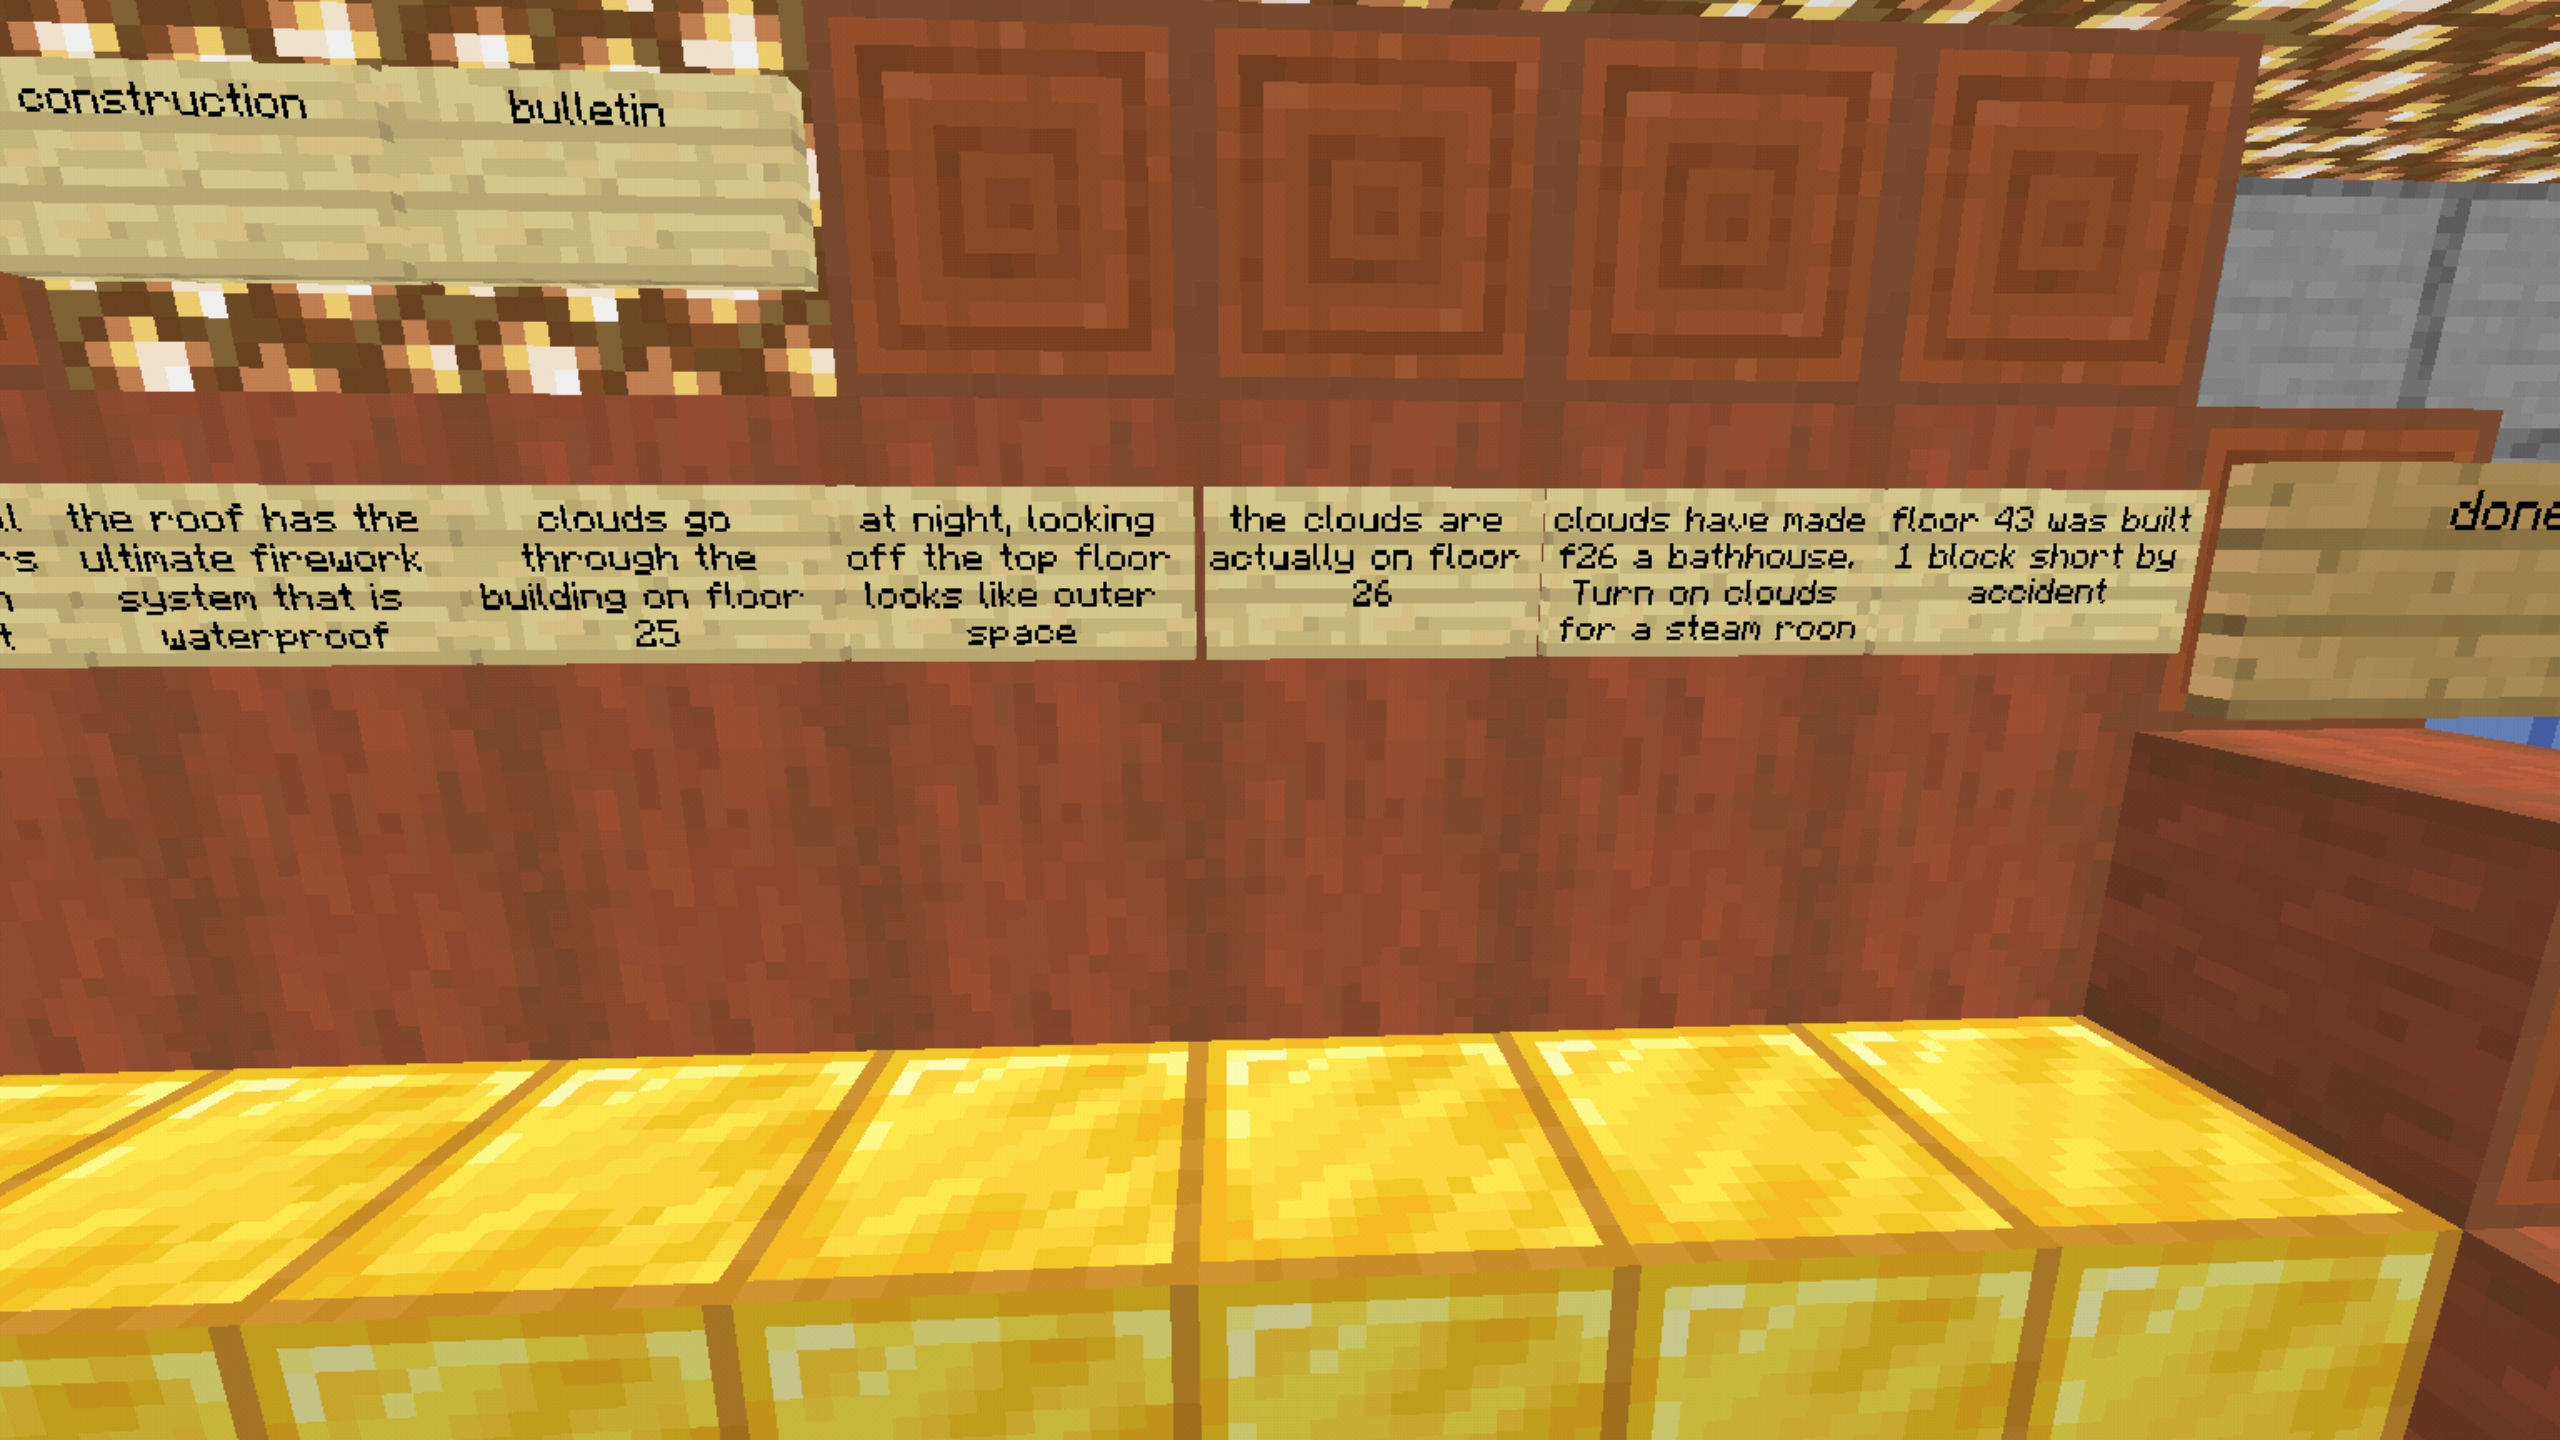 construction
bulletin
the roof has the
ultimate firework
system that is
waterproof
clouds go
through the
building on floor
25
at night, looking
off the top floor
looks like outer
space
the clouds are
actually on floor
26
clouds have made
f26 a bathhouse.
Turn on clouds
for a steam roon
floor 43 was built
1 block short by
accident
done